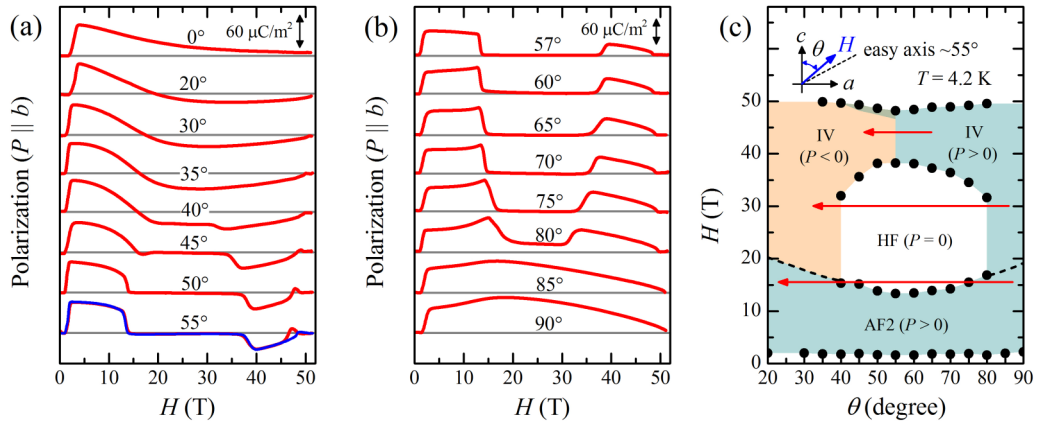 (a)
60 μC/m²
0°
20°
30°
35°
40°
45°
50°
55°
Polarization (P || b)
0 10 20 30 40 50
H (T)
(b)
60 μC/m²
57°
60°
65°
70°
75°
80°
85°
90°
Polarization (P || b)
0 10 20 30 40 50
H (T)
(c)
c
θ
H
a
easy axis ~55°
T = 4.2 K
60
50
40
30
20
10
0
H (T)
IV
(P < 0)
IV
(P > 0)
HF (P = 0)
AF2 (P > 0)
20 30 40 50 60 70 80 90
θ (degree)